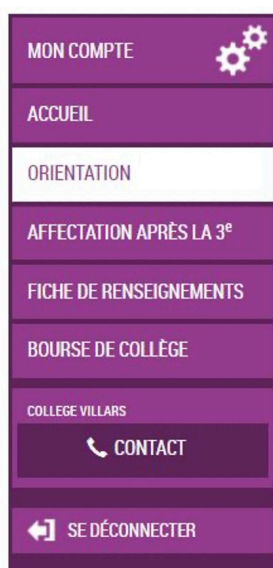 MON COMPTE
ACCUEIL
ORIENTATION
AFFECTATION APRÈS LA 3ᵉ
FICHE DE RENSEIGNEMENTS
BOURSE DE COLLÈGE
COLLEGE VILLARS
CONTACT
SE DÉCONNECTER